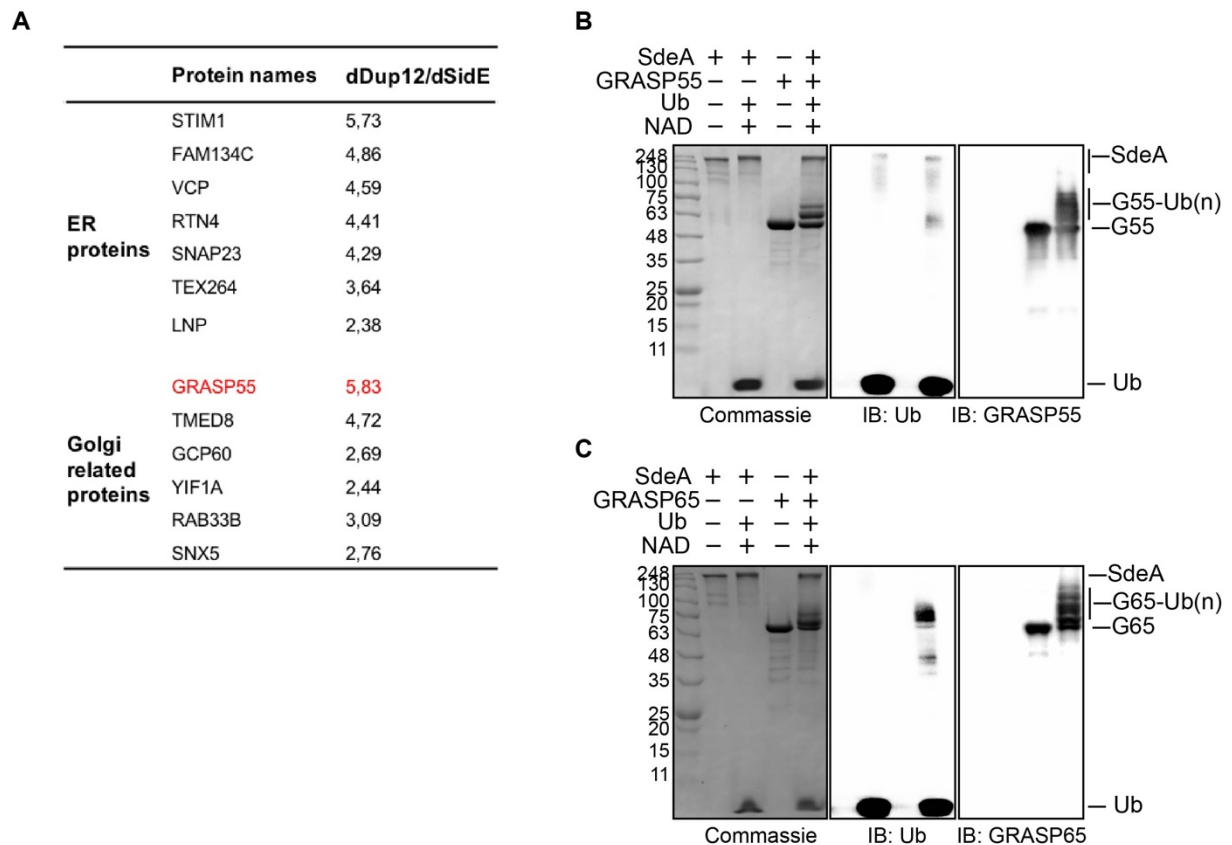 A
Protein names dDup12/dSidE
ER proteins
STIM1 5,73
FAM134C 4,86
VCP 4,59
RTN4 4,41
SNAP23 4,29
TEX264 3,64
LNP 2,38
Golgi related proteins
GRASP55 5,83
TMED8 4,72
GCP60 2,69
YIF1A 2,44
RAB33B 3,09
SNX5 2,76
B
SdeA + + − +
GRASP55 − − + +
Ub − + − +
NAD − + − +
248
130
100
75
63
48
35
25
20
15
11
SdeA
G55-Ub(n)
G55
Ub
Commassie IB: Ub IB: GRASP55
C
SdeA + + − +
GRASP65 − − + +
Ub − + − +
NAD − + − +
248
130
100
75
63
48
35
25
20
15
11
SdeA
G65-Ub(n)
G65
Ub
Commassie IB: Ub IB: GRASP65